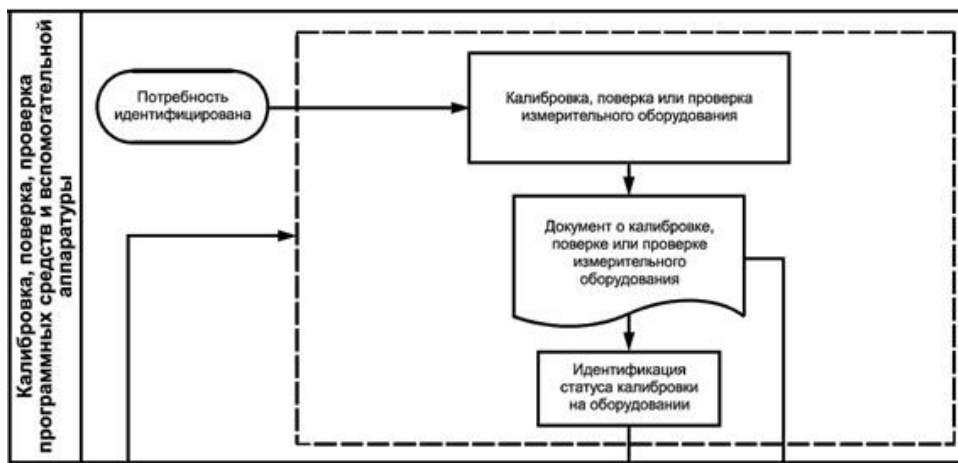 Калибровка, поверка, проверка
программных средств и вспомогательной
аппаратуры
Потребность
идентифицирована
Калибровка, поверка или проверка
измерительного оборудования
Документ о калибровке,
поверке или проверке
измерительного
оборудования
Идентификация
статуса калибровки
на оборудовании